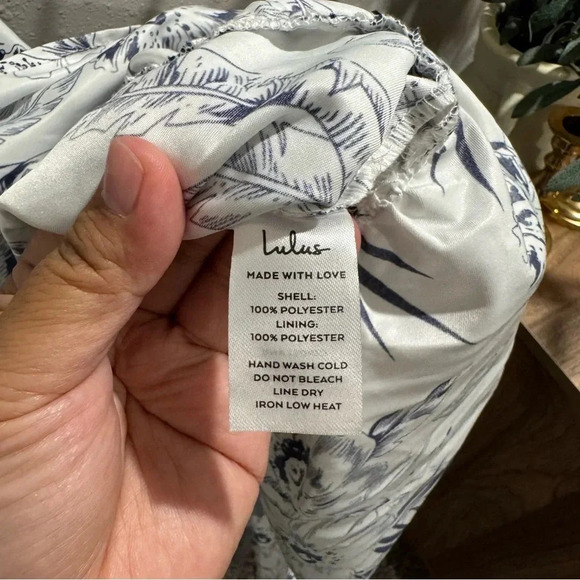 Lulus
MADE WITH LOVE
SHELL:
100% POLYESTER
LINING:
100% POLYESTER
HAND WASH COLD
DO NOT BLEACH
LINE DRY
IRON LOW HEAT